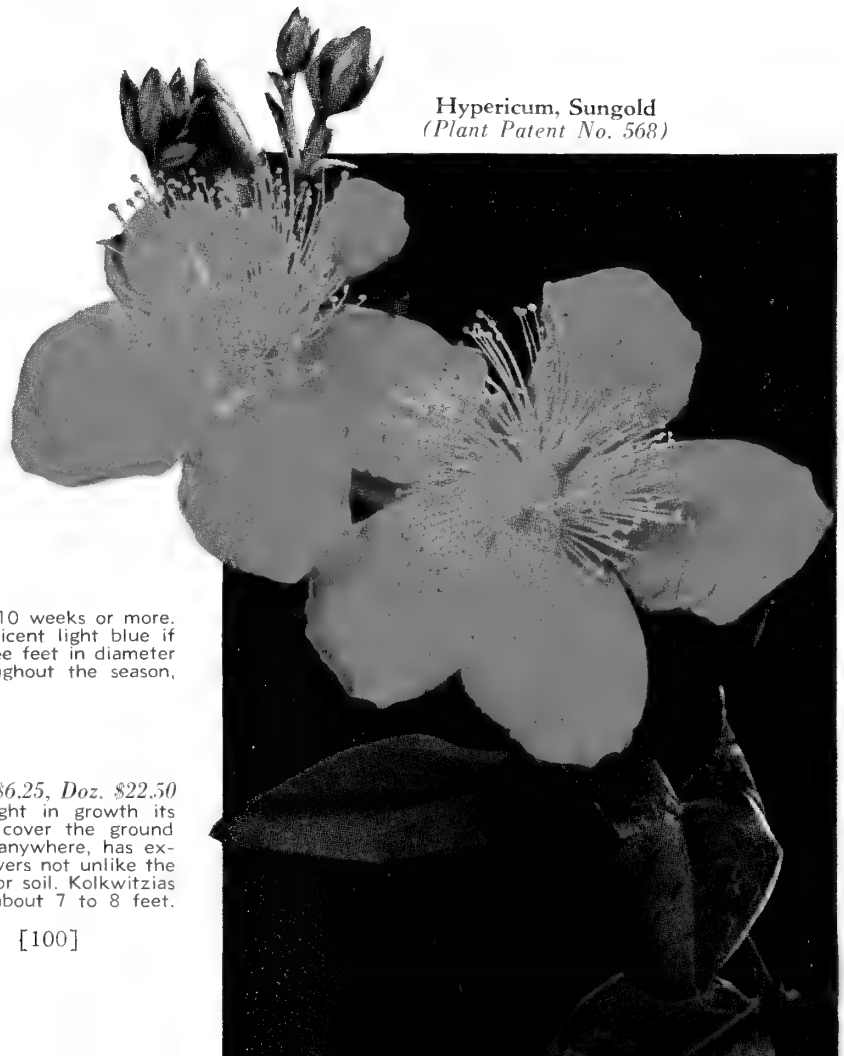 Hypericum, Sungold
(Plant Patent No. 568)
10 weeks or more.
icent light blue if
ee feet in diameter
ughout the season,
$6.25, Doz. $22.50
ght in growth its
cover the ground
anywhere, has ex-
vers not unlike the
or soil. Kolkwitzias
about 7 to 8 feet.
[100]